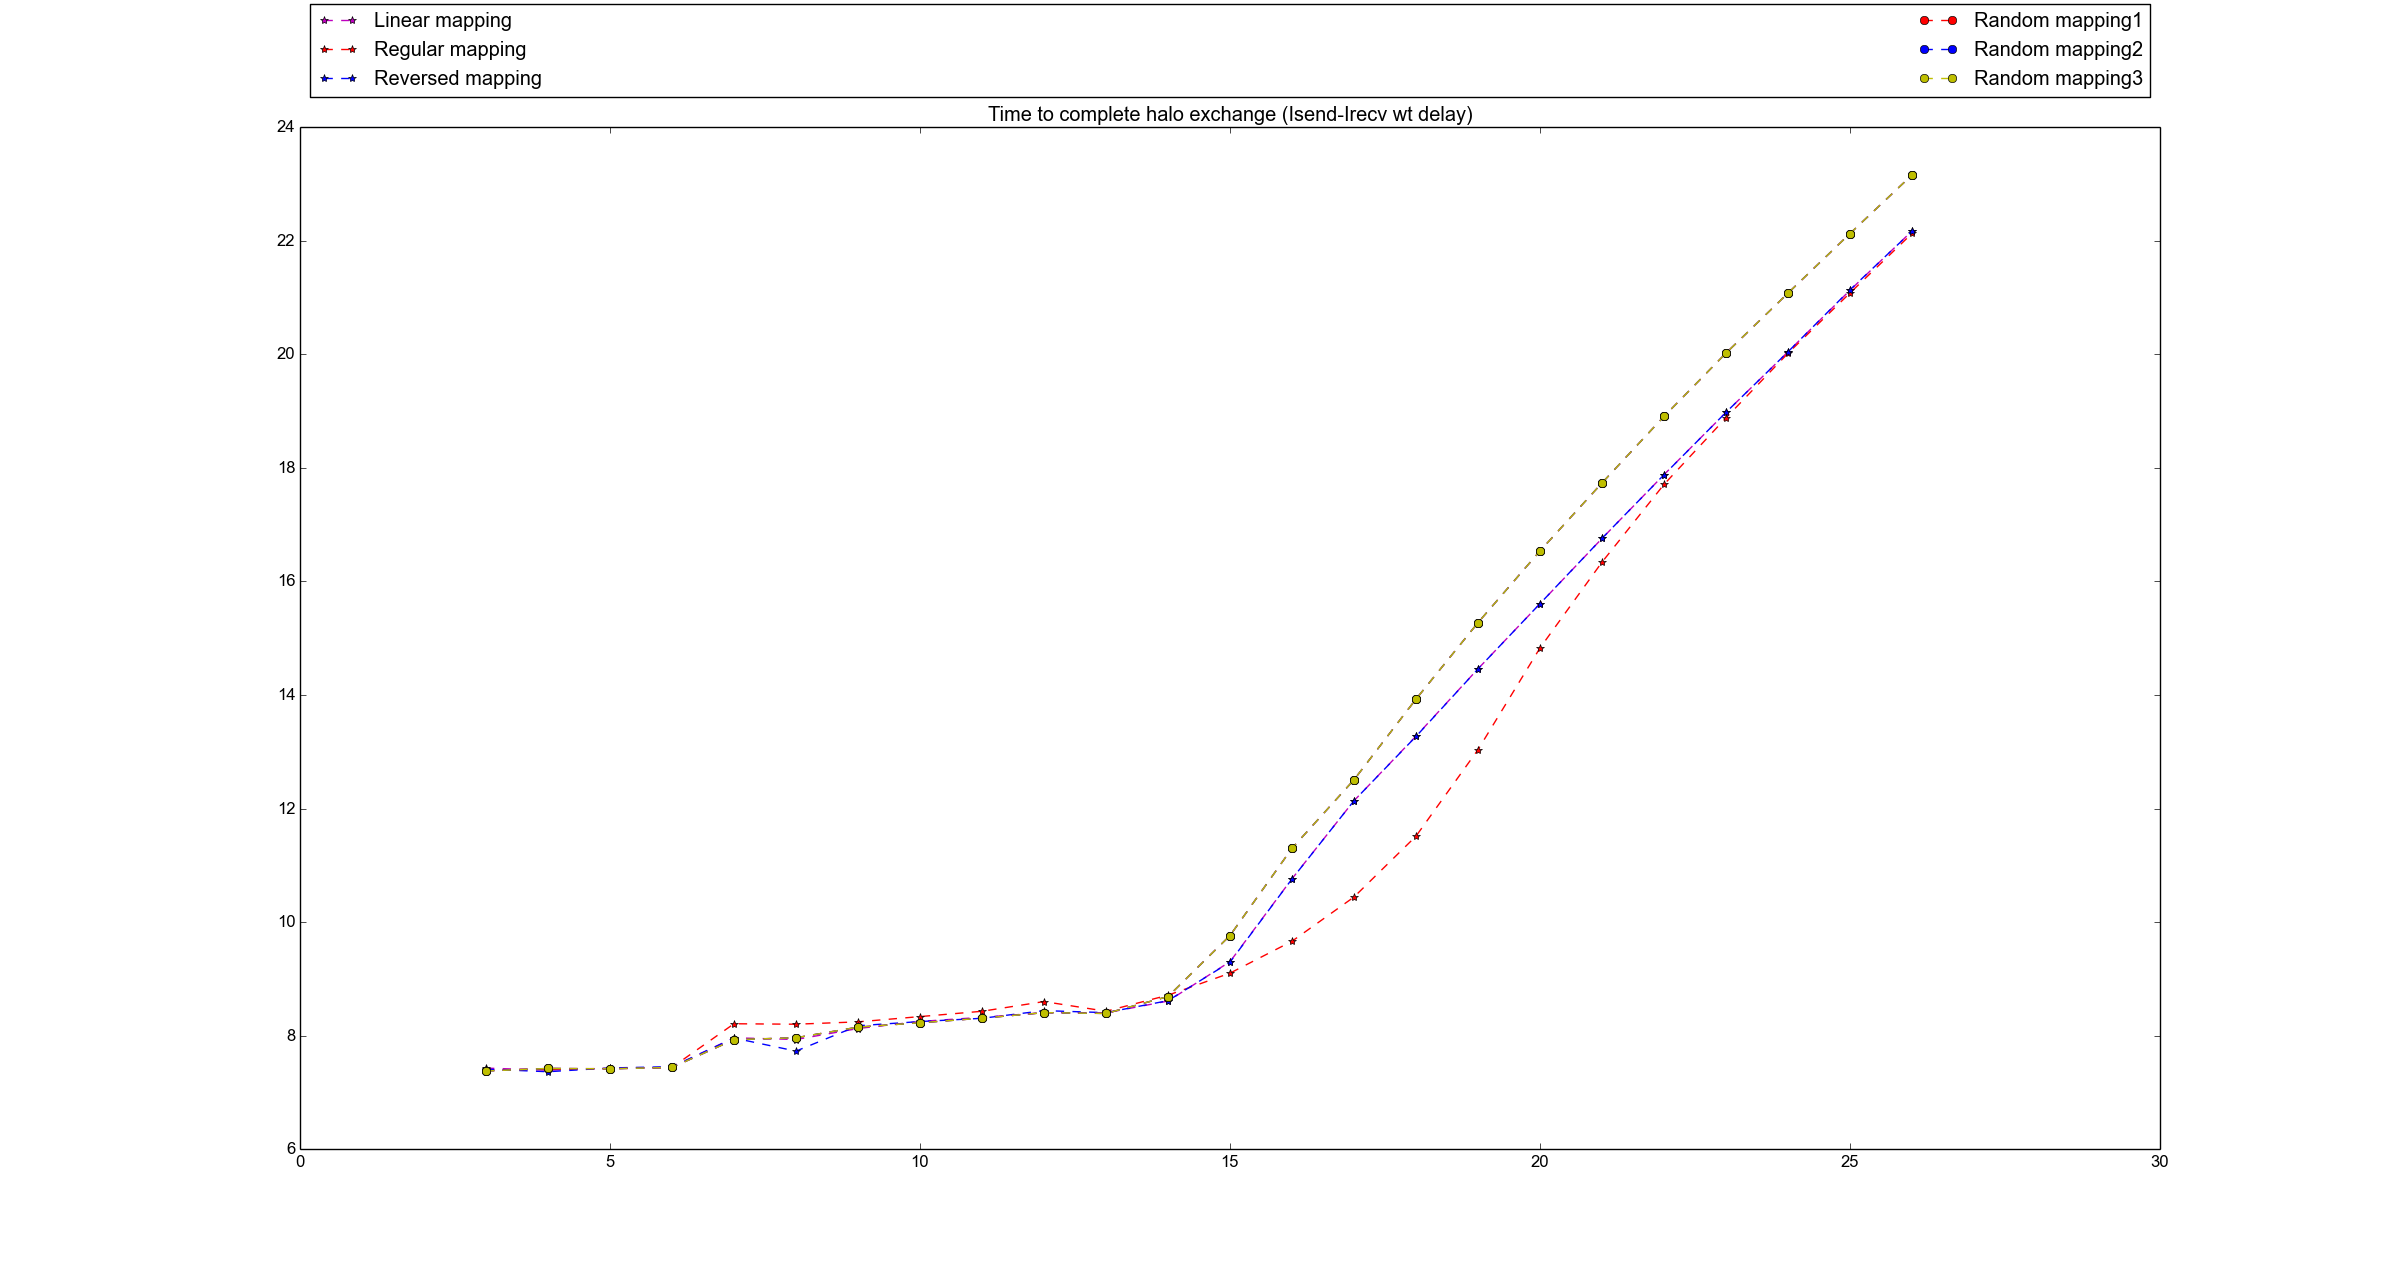 Linear mapping
Regular mapping
Reversed mapping
Random mapping1
Random mapping2
Random mapping3
Time to complete halo exchange (Isend-Irecv wt delay)
24
22
20
18
16
14
12
10
8
6
0 5 10 15 20 25 30